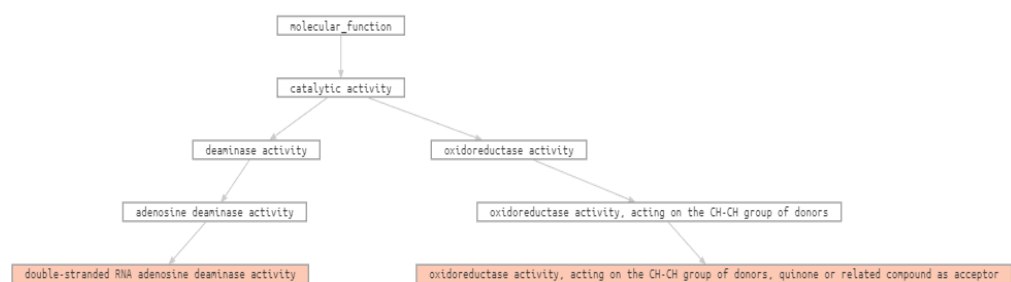 molecular_function
catalytic activity
deaminase activity
oxidoreductase activity
adenosine deaminase activity
oxidoreductase activity, acting on the CH-CH group of donors
double-stranded RNA adenosine deaminase activity
oxidoreductase activity, acting on the CH-CH group of donors, quinone or related compound as acceptor